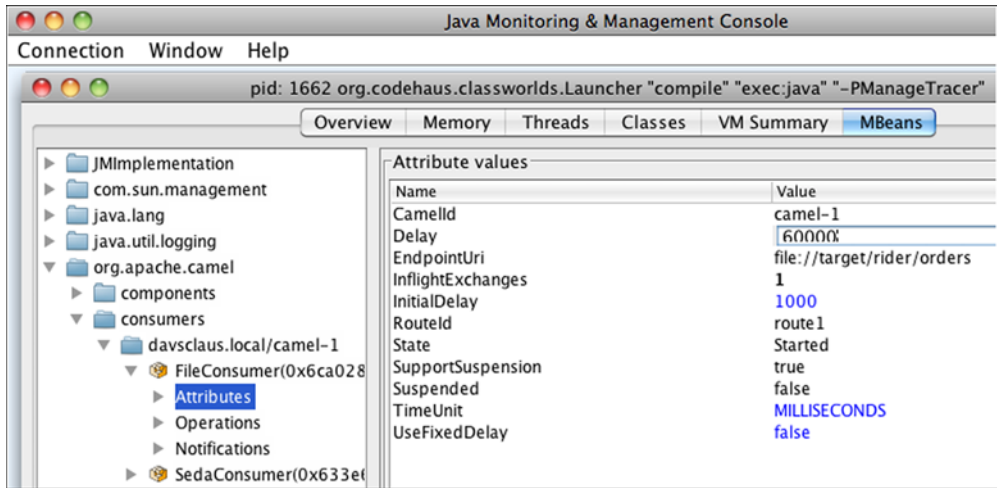 Java Monitoring & Management Console
Connection Window Help
pid: 1662 org.codehaus.classworlds.Launcher "compile" "exec:java" "-PManageTracer"
Overview Memory Threads Classes VM Summary MBeans
JMImplementation
com.sun.management
java.lang
java.util.logging
org.apache.camel
components
consumers
davsclaus.local/camel-1
FileConsumer(0x6ca028
Attributes
Operations
Notifications
SedaConsumer(0x633e
Attribute values
Name Value
CamelId camel-1
Delay 60000
EndpointUri file://target/rider/orders
InflightExchanges 1
InitialDelay 1000
RouteId route1
State Started
SupportSuspension true
Suspended false
TimeUnit MILLISECONDS
UseFixedDelay false